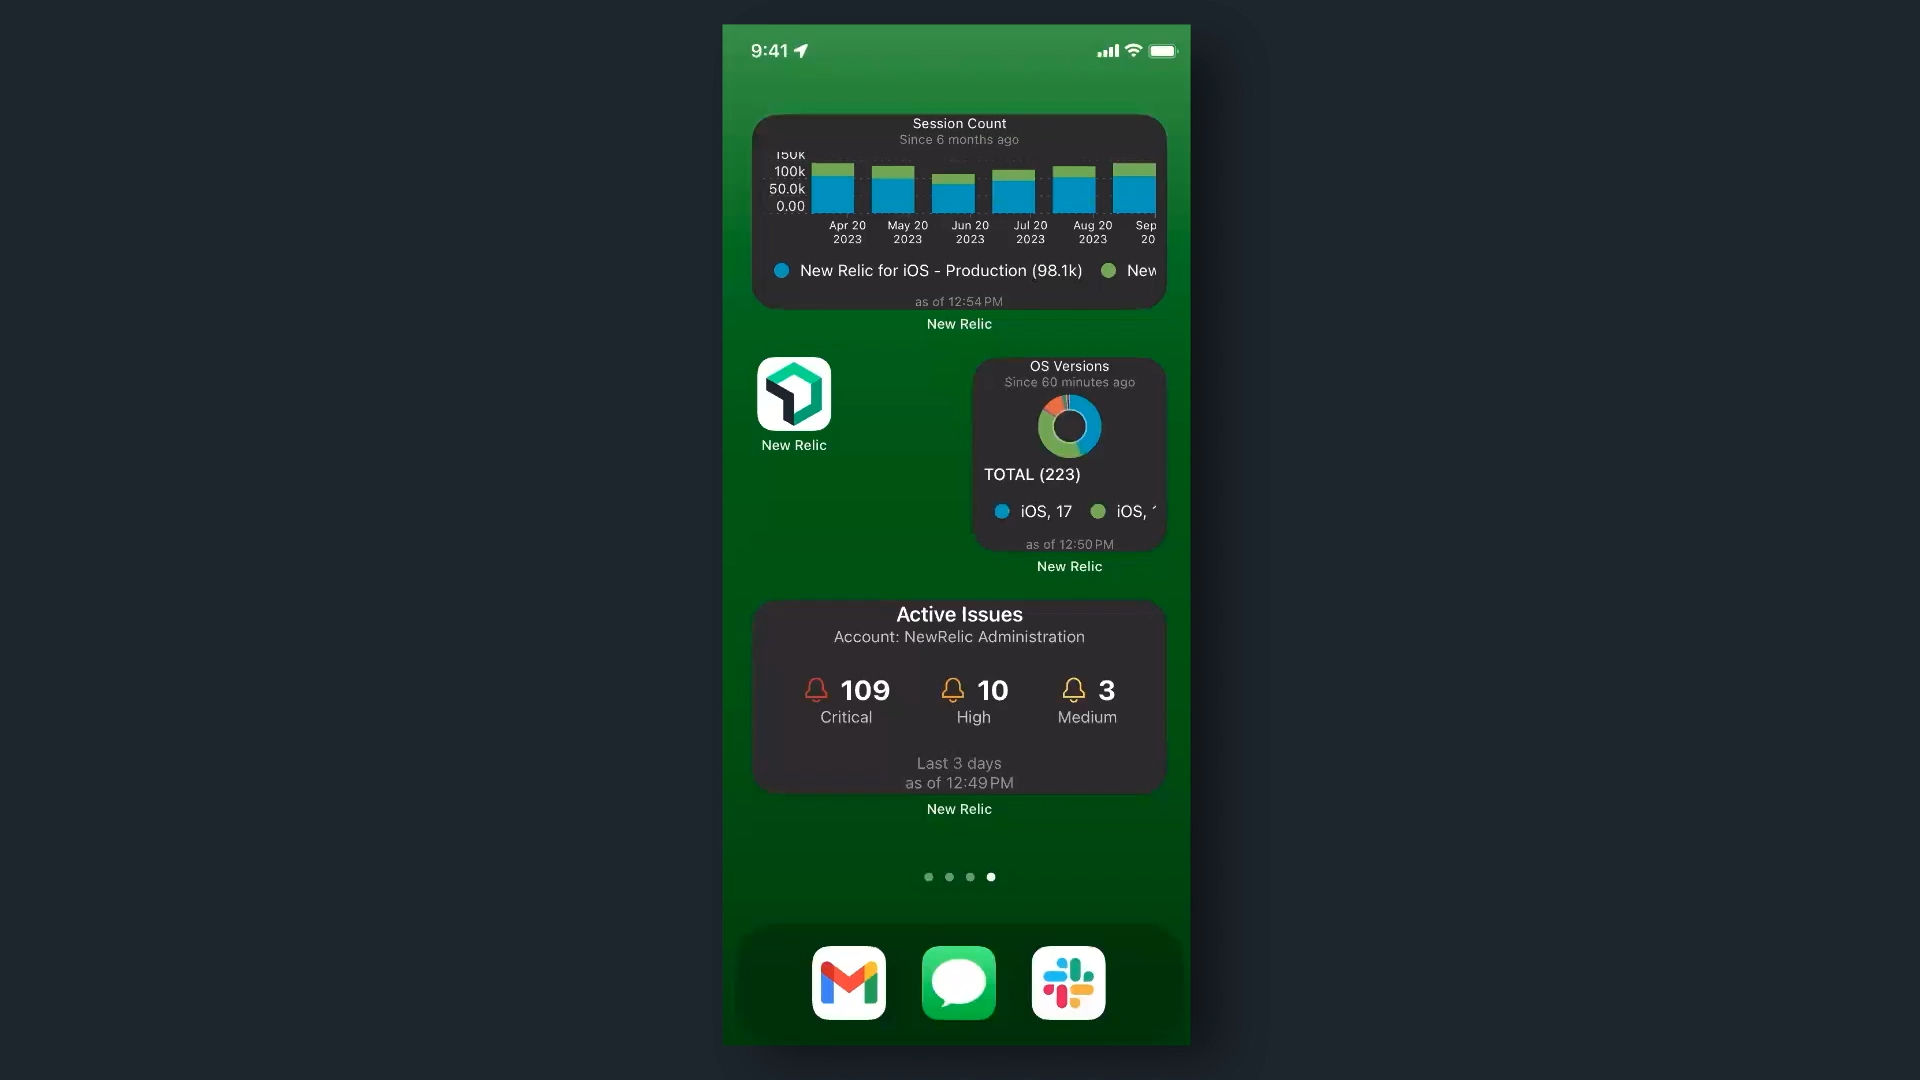 9:41
Session Count
Since 6 months ago
150k
100k
50.0k
0.00
Apr 20 May 20 Jun 20 Jul 20 Aug 20 Sep
2023 2023 2023 2023 2023 20
New Relic for iOS - Production (98.1k) New
as of 12:54 PM
New Relic
New Relic
OS Versions
Since 60 minutes ago
TOTAL (223)
iOS, 17 iOS,
as of 12:50 PM
New Relic
Active Issues
Account: NewRelic Administration
109 10 3
Critical High Medium
Last 3 days
as of 12:49 PM
New Relic